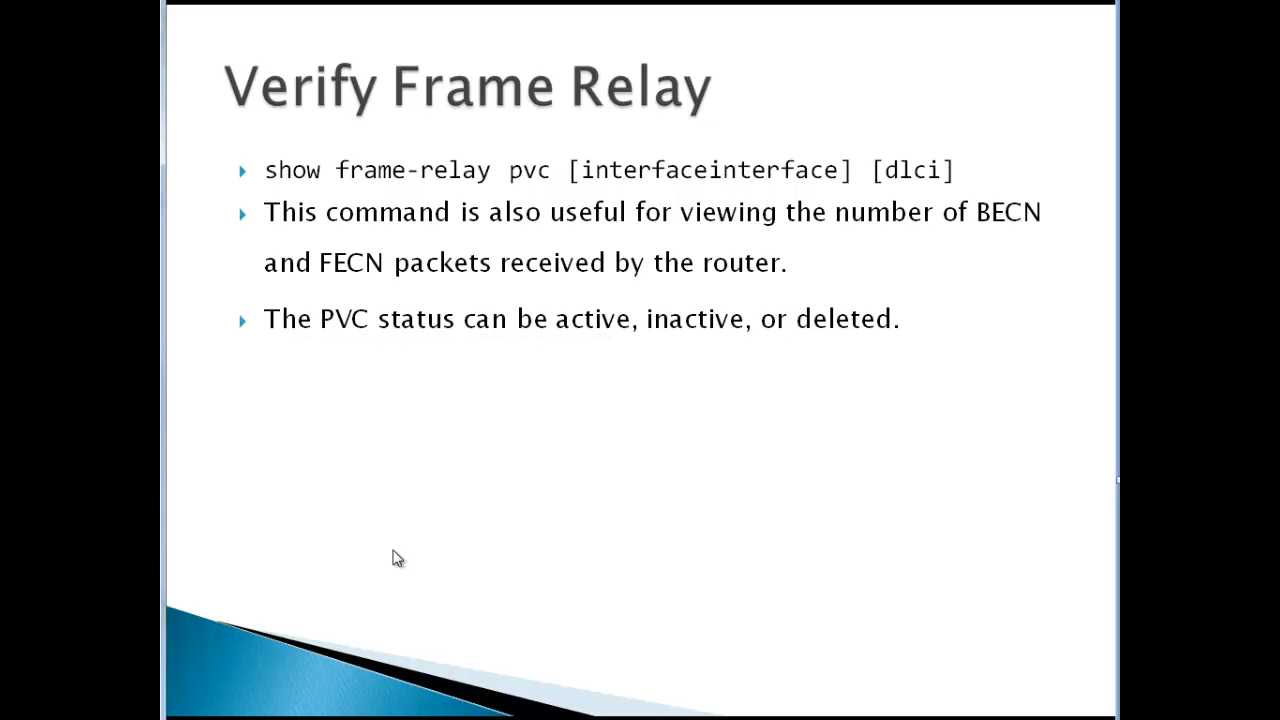 Verify Frame Relay
show frame-relay pvc [interfaceinterface] [dlci]
This command is also useful for viewing the number of BECN
and FECN packets received by the router.
The PVC status can be active, inactive, or deleted.